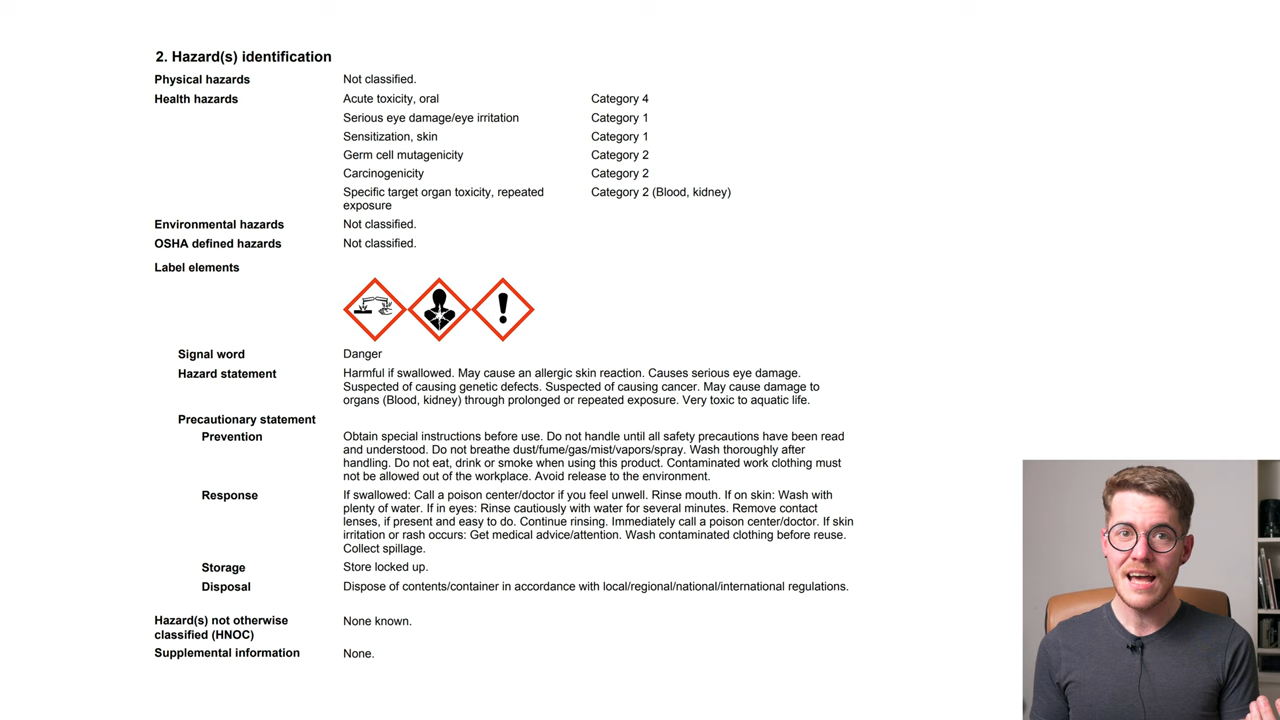 2. Hazard(s) identification
Physical hazards Not classified.
Health hazards Acute toxicity, oral Category 4
Serious eye damage/eye irritation Category 1
Sensitization, skin Category 1
Germ cell mutagenicity Category 2
Carcinogenicity Category 2
Specific target organ toxicity, repeated Category 2 (Blood, kidney)
exposure
Environmental hazards Not classified.
OSHA defined hazards Not classified.
Label elements
Signal word Danger
Hazard statement Harmful if swallowed. May cause an allergic skin reaction. Causes serious eye damage.
Suspected of causing genetic defects. Suspected of causing cancer. May cause damage to
organs (Blood, kidney) through prolonged or repeated exposure. Very toxic to aquatic life.
Precautionary statement
Prevention Obtain special instructions before use. Do not handle until all safety precautions have been read
and understood. Do not breathe dust/fume/gas/mist/vapors/spray. Wash thoroughly after
handling. Do not eat, drink or smoke when using this product. Contaminated work clothing must
not be allowed out of the workplace. Avoid release to the environment.
Response If swallowed: Call a poison center/doctor if you feel unwell. Rinse mouth. If on skin: Wash with
plenty of water. If in eyes: Rinse cautiously with water for several minutes. Remove contact
lenses, if present and easy to do. Continue rinsing. Immediately call a poison center/doctor. If skin
irritation or rash occurs: Get medical advice/attention. Wash contaminated clothing before reuse.
Collect spillage.
Storage Store locked up.
Disposal Dispose of contents/container in accordance with local/regional/national/international regulations.
Hazard(s) not otherwise None known.
classified (HNOC)
Supplemental information None.